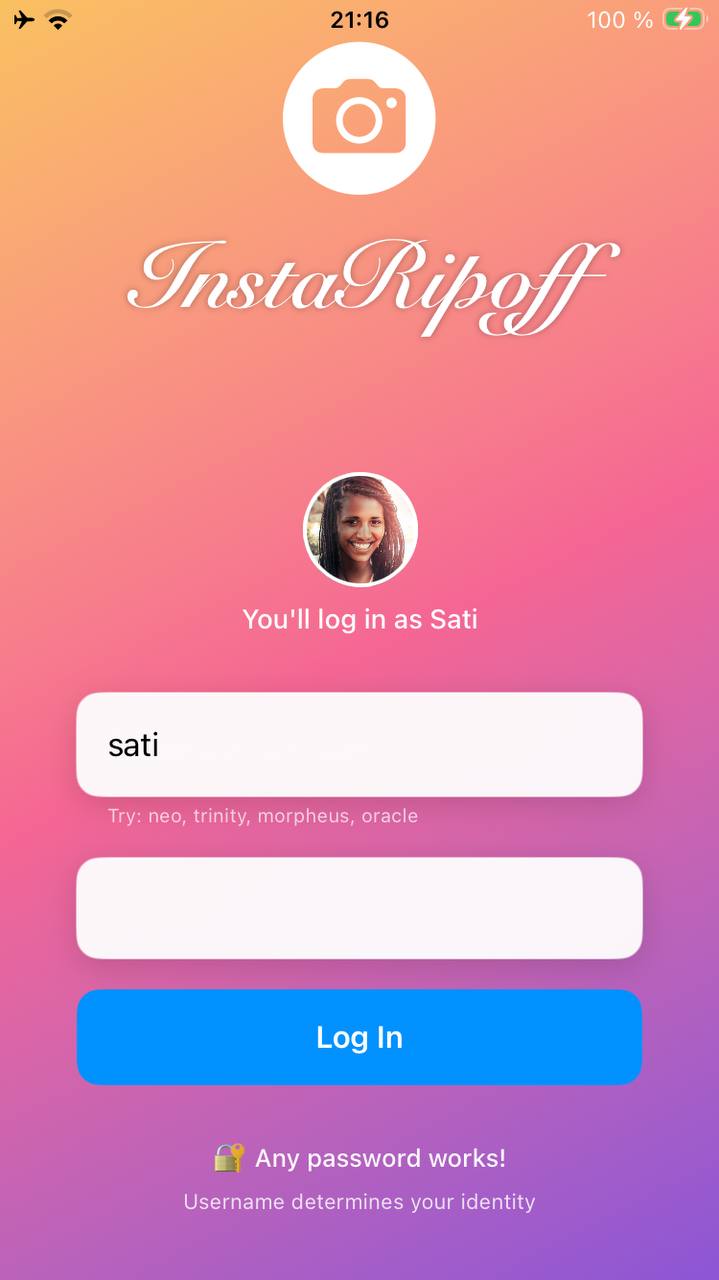 21:16
100 %
InstaRipoff
You'll log in as Sati
sati
Try: neo, trinity, morpheus, oracle
Log In
🔐 Any password works!
Username determines your identity